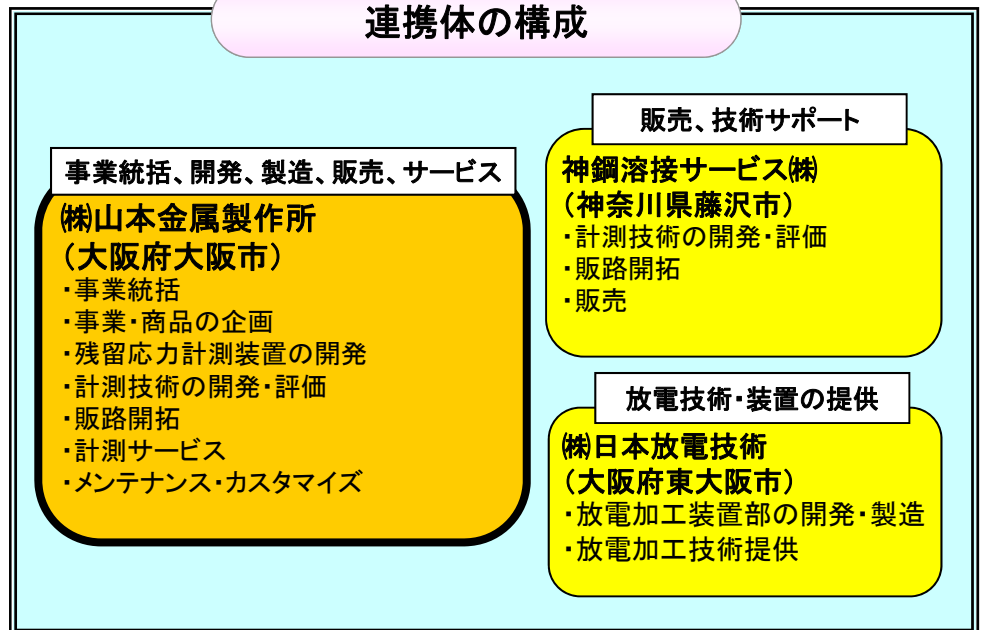 連携体の構成
事業統括、開発、製造、販売、サービス
㈱山本金属製作所
（大阪府大阪市）
・事業統括
・事業・商品の企画
・残留応力計測装置の開発
・計測技術の開発・評価
・販路開拓
・計測サービス
・メンテナンス・カスタマイズ
販売、技術サポート
神鋼溶接サービス㈱
（神奈川県藤沢市）
・計測技術の開発・評価
・販路開拓
・販売
放電技術・装置の提供
㈱日本放電技術
（大阪府東大阪市）
・放電加工装置部の開発・製造
・放電加工技術提供